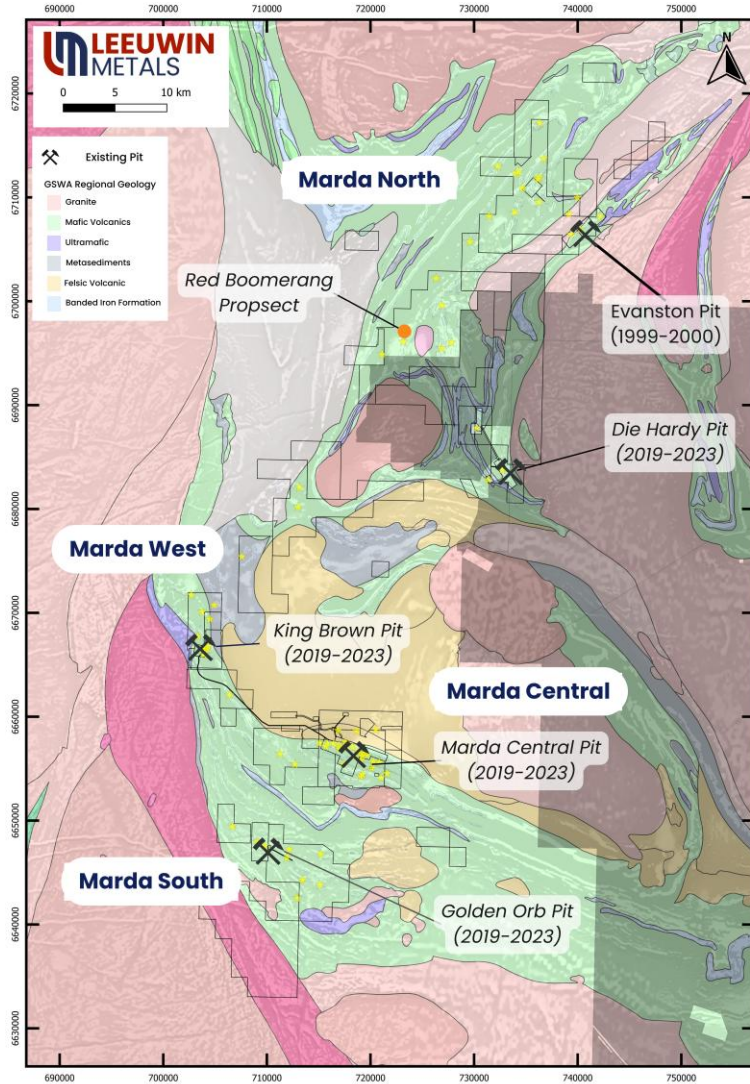 690000 700000 710000 720000 730000 740000 750000
LEEUWIN
METALS
0 5 10 km
N
Existing Pit
GSWA Regional Geology
Granite
Mafic Volcanics
Ultramafic
Metasediments
Felsic Volcanic
Banded Iron Formation
Marda North
Red Boomerang
Propsect
Evanston Pit
(1999-2000)
Die Hardy Pit
(2019-2023)
Marda West
King Brown Pit
(2019-2023)
Marda Central
Marda Central Pit
(2019-2023)
Marda South
Golden Orb Pit
(2019-2023)
6720000
6710000
6700000
6690000
6680000
6670000
6660000
6650000
6640000
6630000
690000 700000 710000 720000 730000 740000 750000